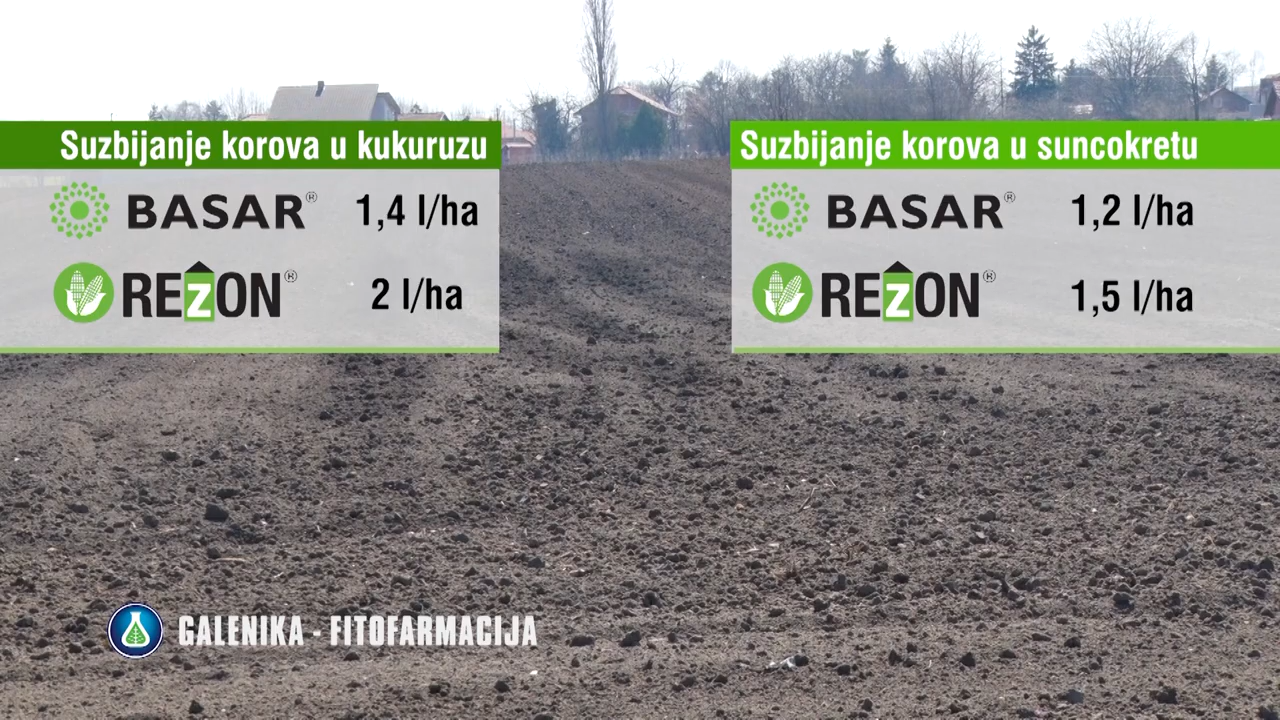 Suzbijanje korova u kukuruzu
BASAR® 1,4 l/ha
REZON® 2 l/ha
Suzbijanje korova u suncokretu
BASAR® 1,2 l/ha
REZON® 1,5 l/ha
GALENIKA - FITOFARMACIJA